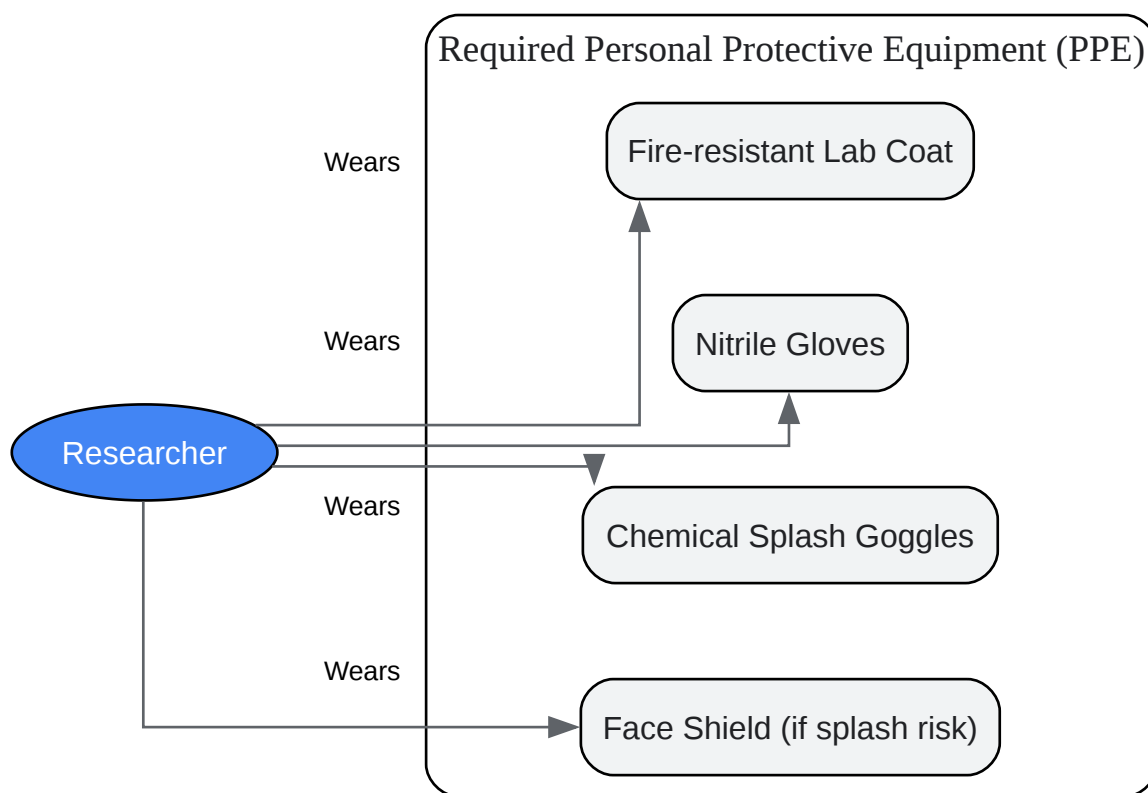 Required Personal Protective Equipment (PPE)
Wears
Fire-resistant Lab Coat
Wears
Nitrile Gloves
Researcher
Wears
Chemical Splash Goggles
Wears
Face Shield (if splash risk)